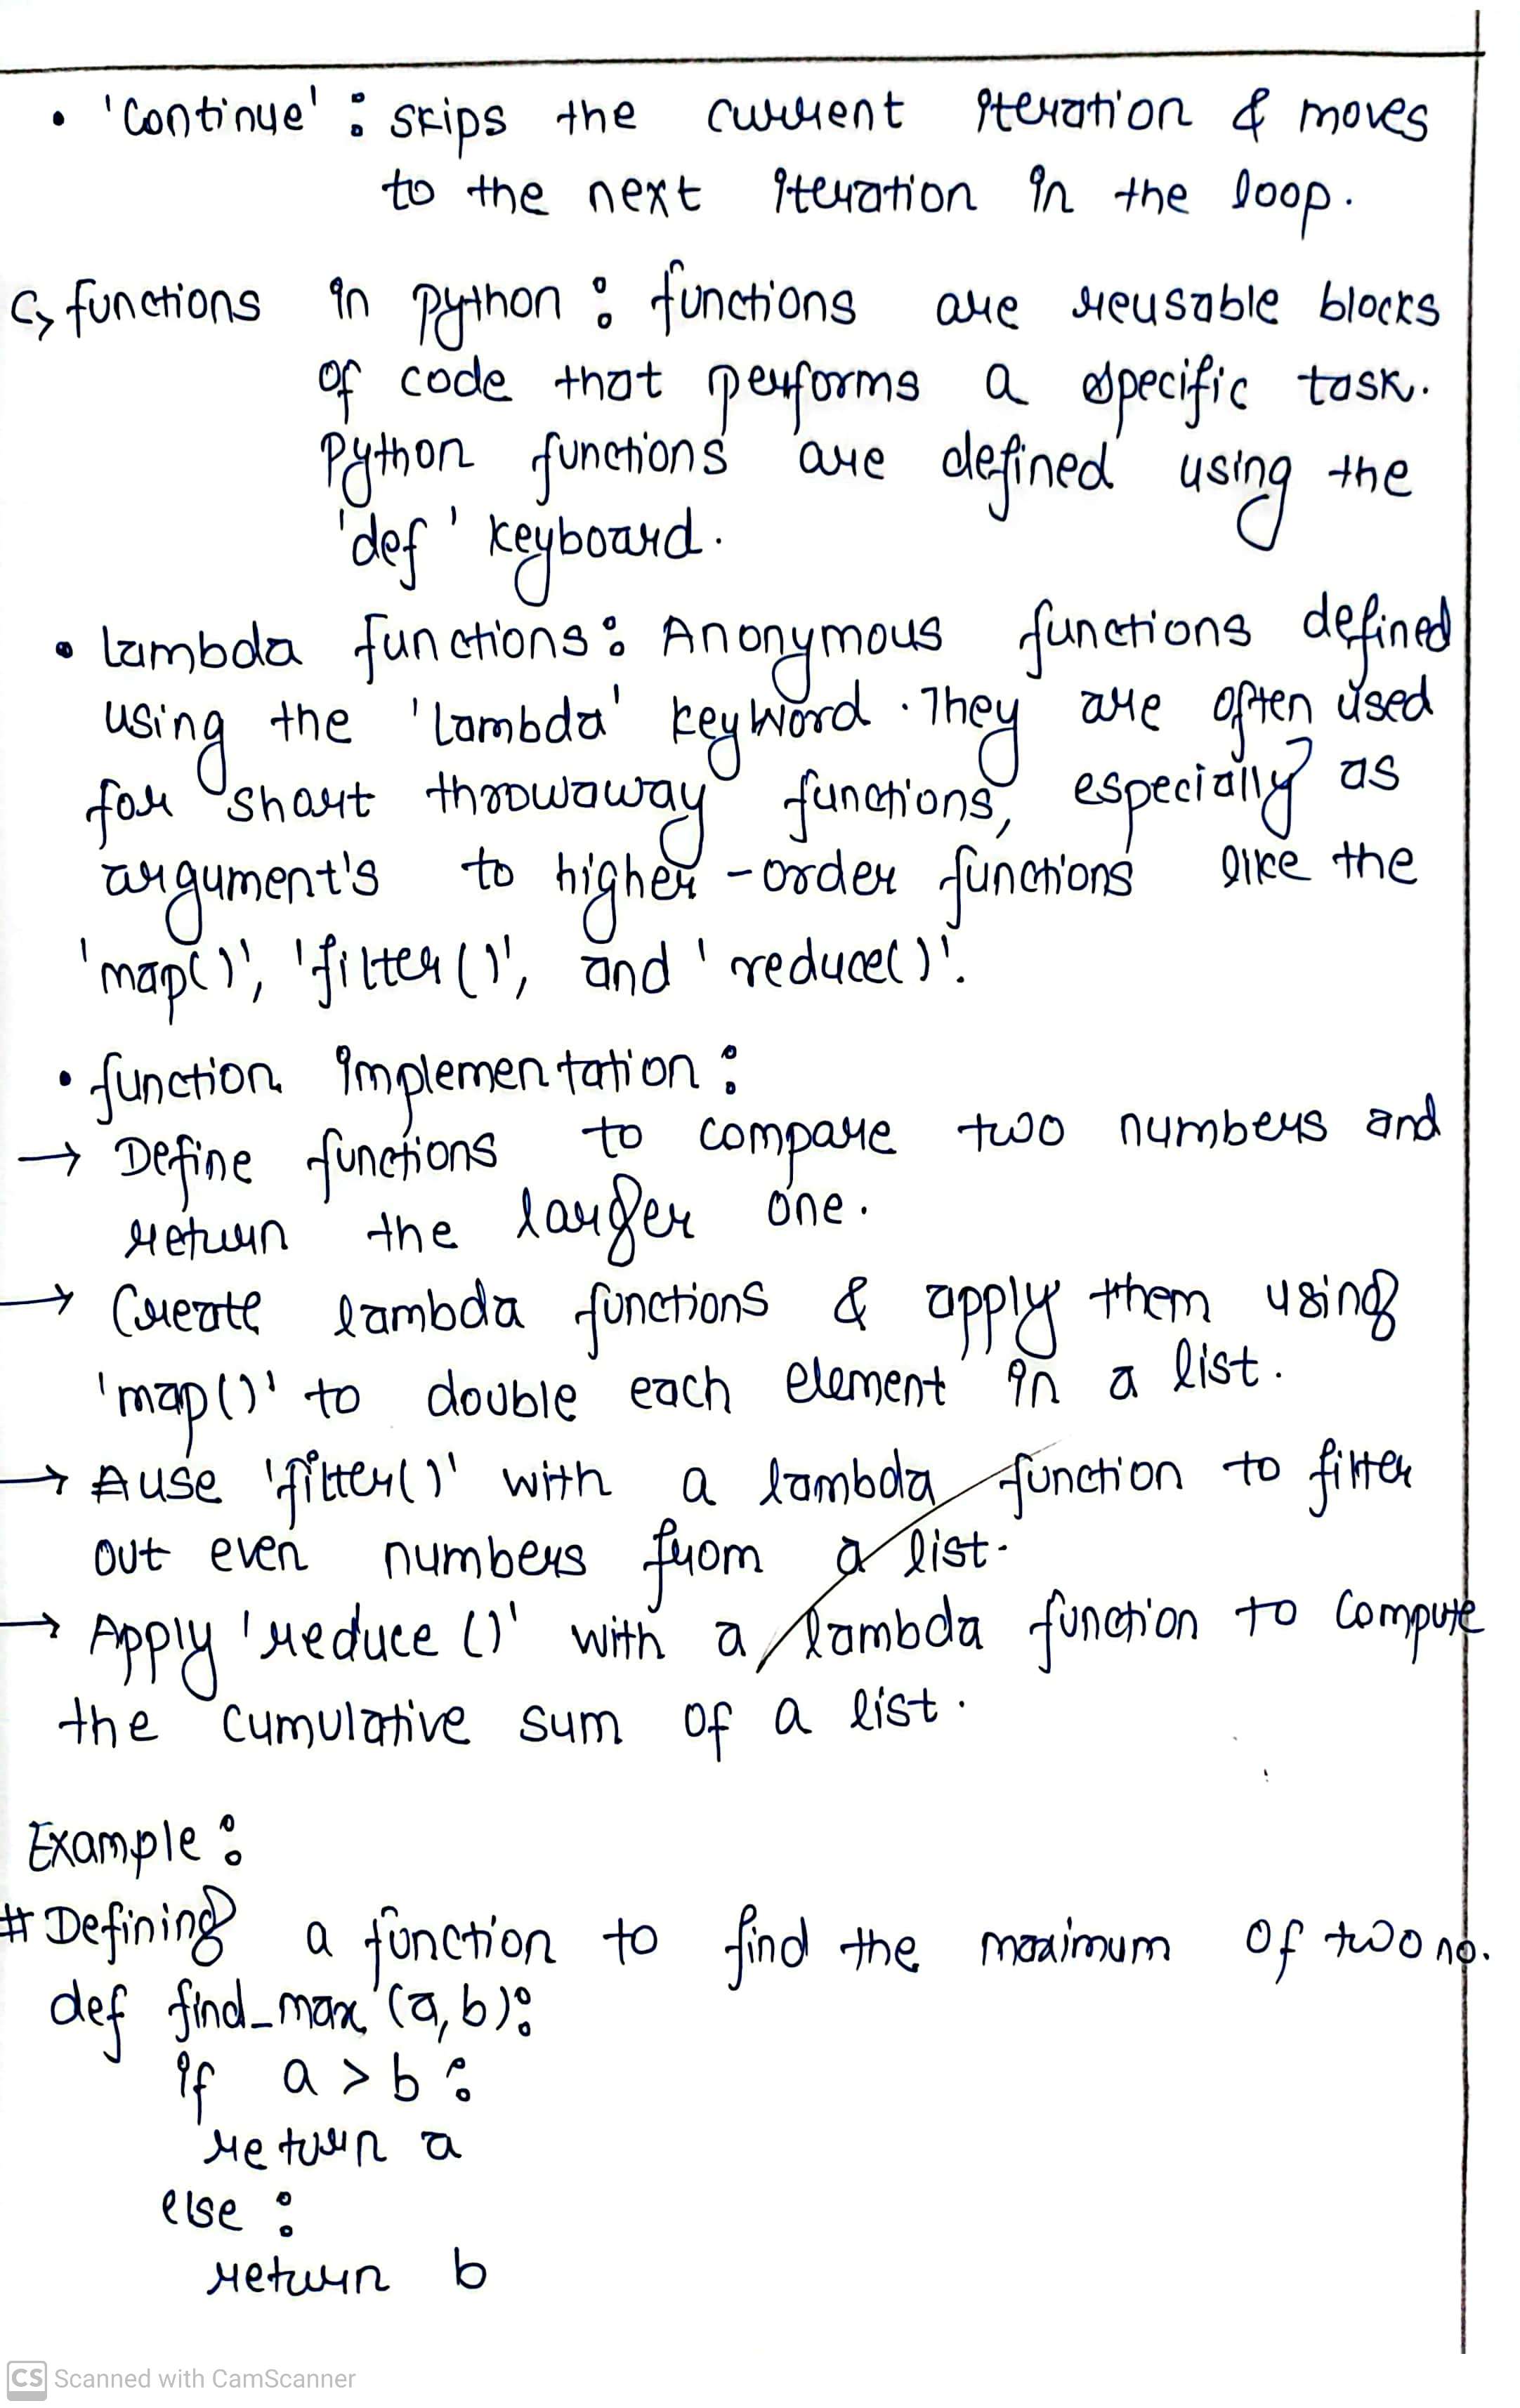 • 'Continue' : skips the current iteration & moves
to the next iteration in the loop.
C, functions in python : functions are reusable blocks
of code that performs a specific task.
Python functions are defined using the
'def' keyboard.
• lambda functions : Anonymous functions defined
using the 'lambda' keyword. They are often used
for short throwaway functions, especially as
argument's to higher-order functions like the
'map()', 'filter()', and 'reduce()'.
• function implementation :
→ Define functions to compare two numbers and
return the larger one.
→ Create lambda functions & apply them using
'map()' to double each element in a list.
→ use 'filter()' with a lambda function to filter
out even numbers from a list.
→ Apply 'reduce()' with a lambda function to compute
the cumulative sum of a list.
Example :
# Defining a function to find the maximum of two no.
def find_max (a, b):
if a > b :
return a
else :
return b
CS Scanned with CamScanner